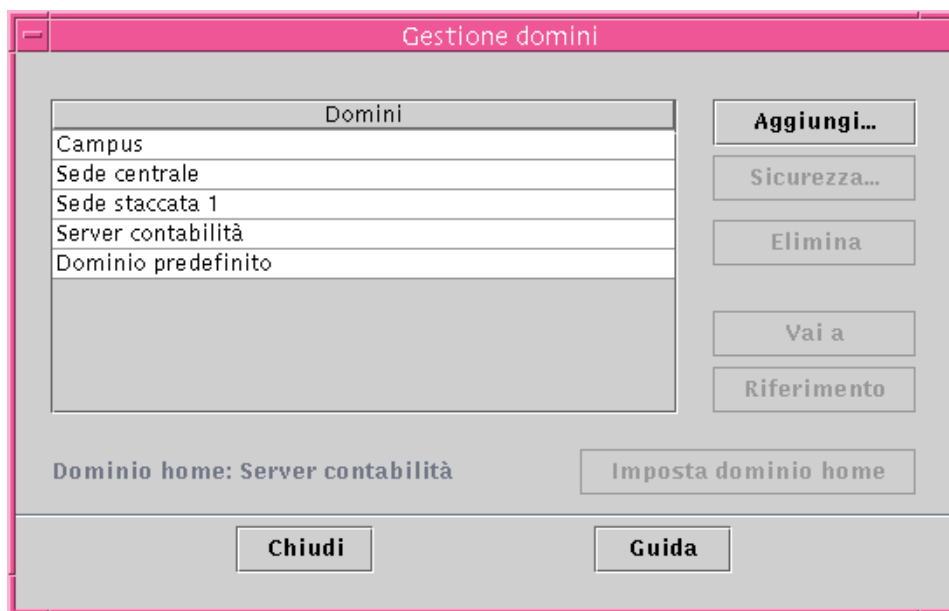 Gestione domini
Domini
Campus
Sede centrale
Sede staccata 1
Server contabilità
Dominio predefinito
Aggiungi...
Sicurezza...
Elimina
Vai a
Riferimento
Dominio home: Server contabilità
Imposta dominio home
Chiudi
Guida